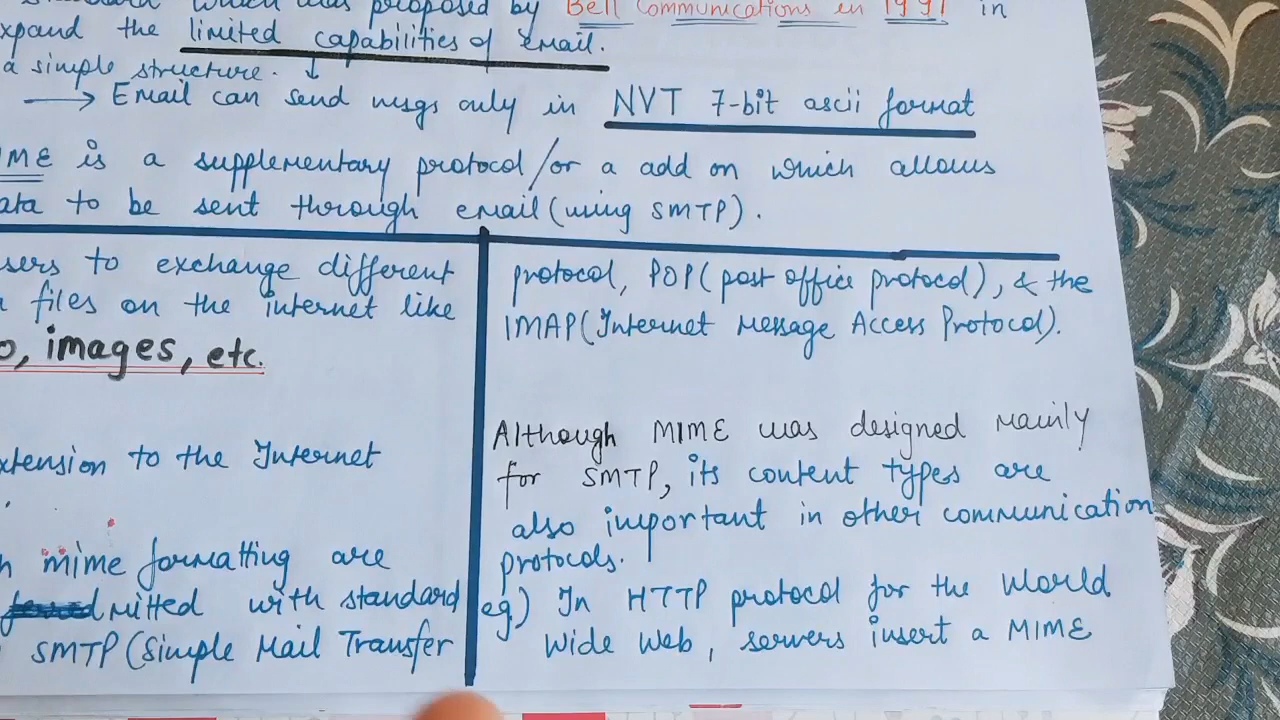 which was proposed by Bell Communications in 1991 in
xpand the limited capabilities of email.
a simple structure. ↓
→ Email can send msgs only in NVT 7-bit ascii format
IME is a supplementary protocol/or a add on which allows
ata to be sent through email (using SMTP).
sers to exchange different
files on the internet like
o, images, etc.
xtension to the Internet
mime formatting are
mitted with standard
SMTP (Simple Mail Transfer
protocol, POP (post office protocol), & the
IMAP (Internet Message Access Protocol).
Although MIME was designed mainly
for SMTP, its content types are
also important in other communication
protocols.
eg) In HTTP protocol for the World
Wide Web, servers insert a MIME